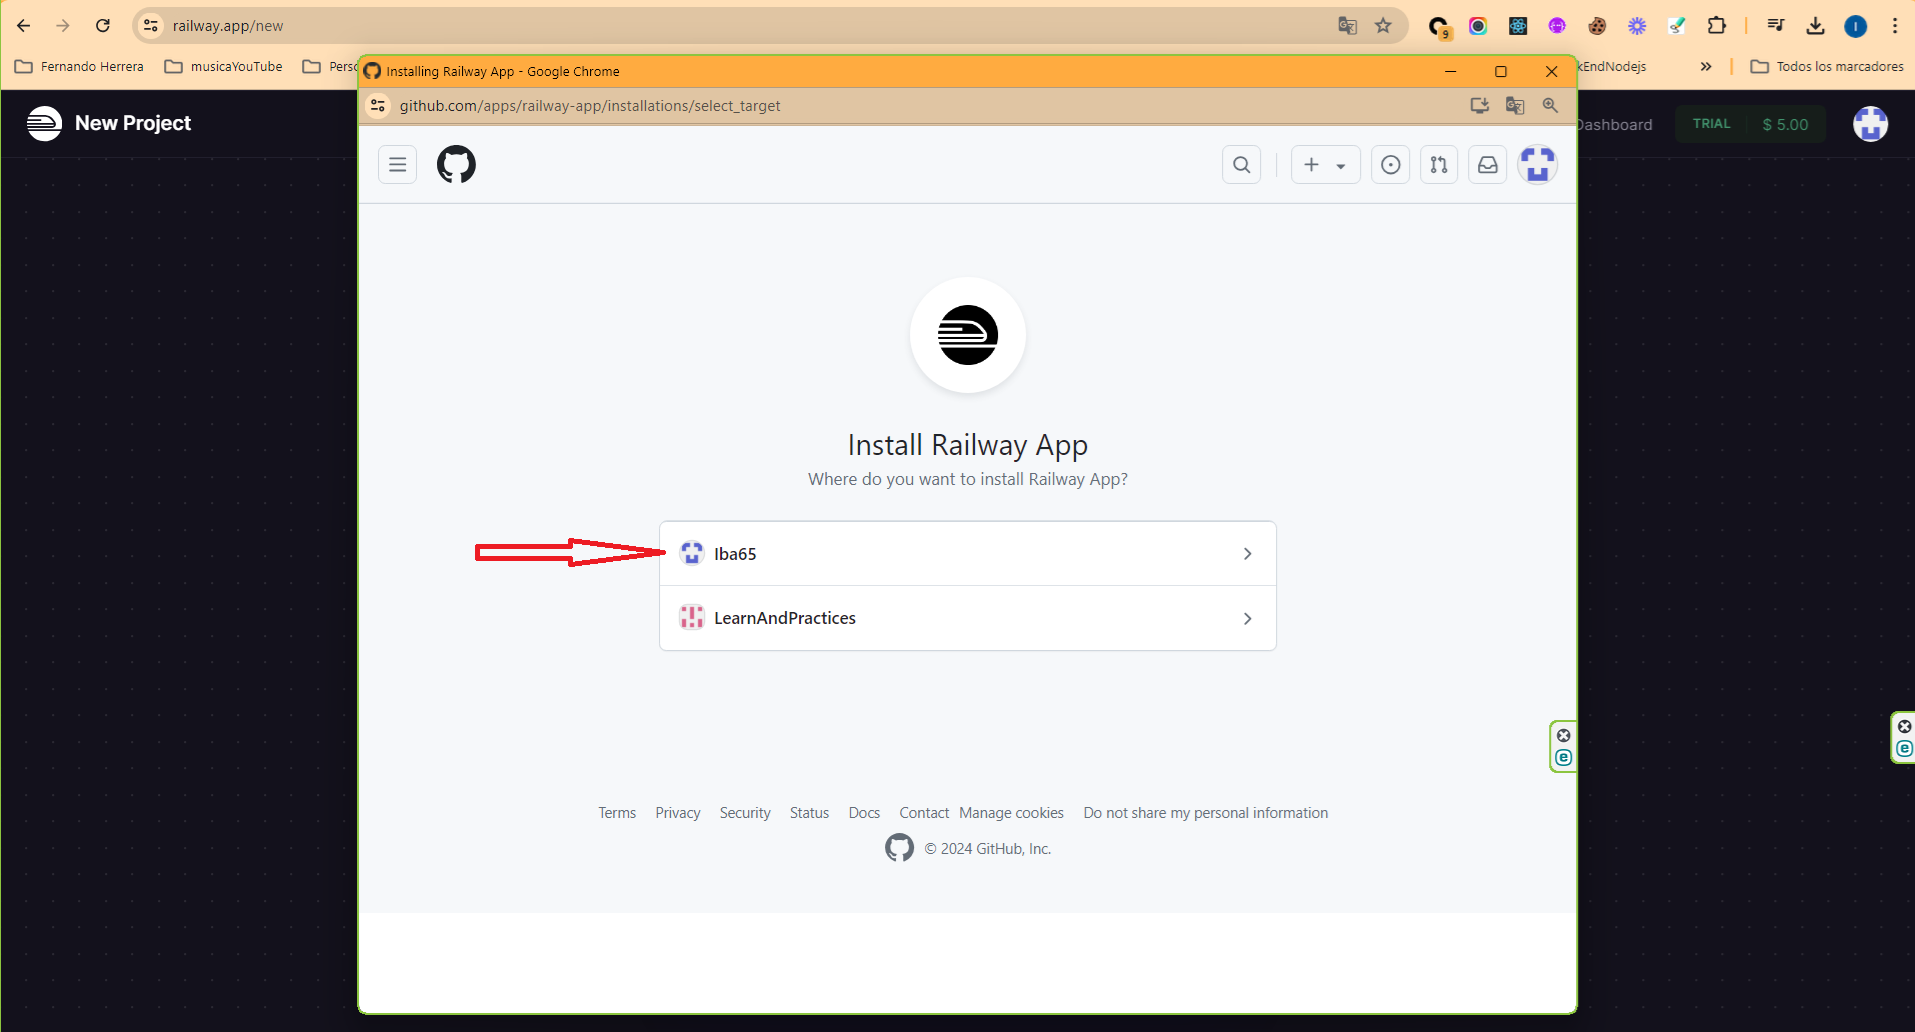 railway.app/new
9
I
Fernando Herrera
musicaYouTube
Perso
kEndNodejs
»
Todos los marcadores
Installing Railway App - Google Chrome
github.com/apps/railway-app/installations/select_target
New Project
Dashboard
TRIAL
$ 5.00
Install Railway App
Where do you want to install Railway App?
Iba65
LearnAndPractices
Terms Privacy Security Status Docs Contact Manage cookies Do not share my personal information
© 2024 GitHub, Inc.